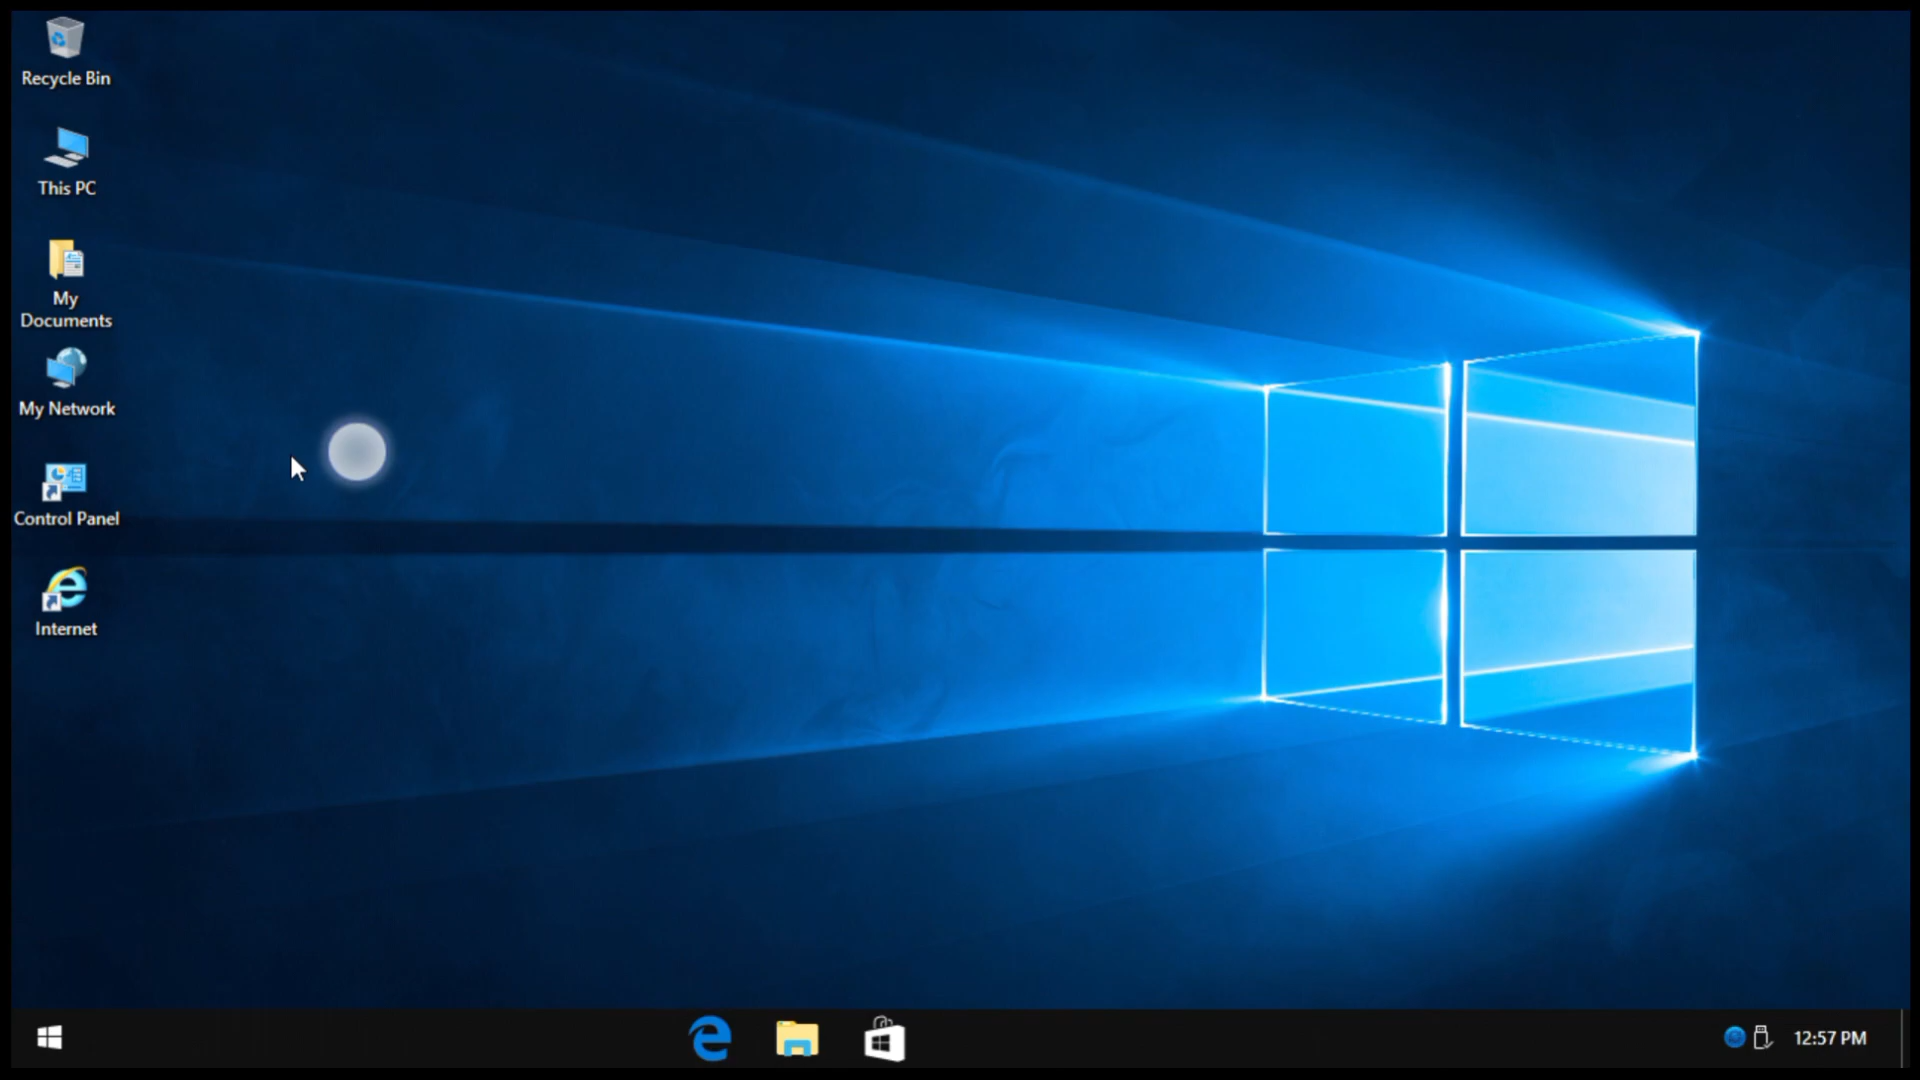 Recycle Bin
This PC
My
Documents
My Network
Control Panel
Internet
12:57 PM